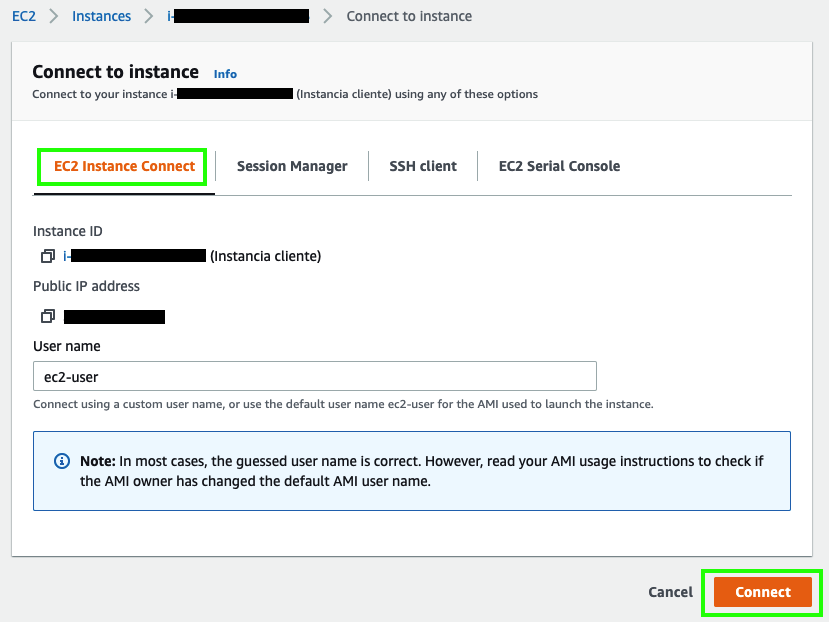 EC2 > Instances > i- > Connect to instance
Connect to instance Info
Connect to your instance i- (Instancia cliente) using any of these options
EC2 Instance Connect Session Manager SSH client EC2 Serial Console
Instance ID
i- (Instancia cliente)
Public IP address
User name
ec2-user
Connect using a custom user name, or use the default user name ec2-user for the AMI used to launch the instance.
Note: In most cases, the guessed user name is correct. However, read your AMI usage instructions to check if
the AMI owner has changed the default AMI user name.
Cancel Connect